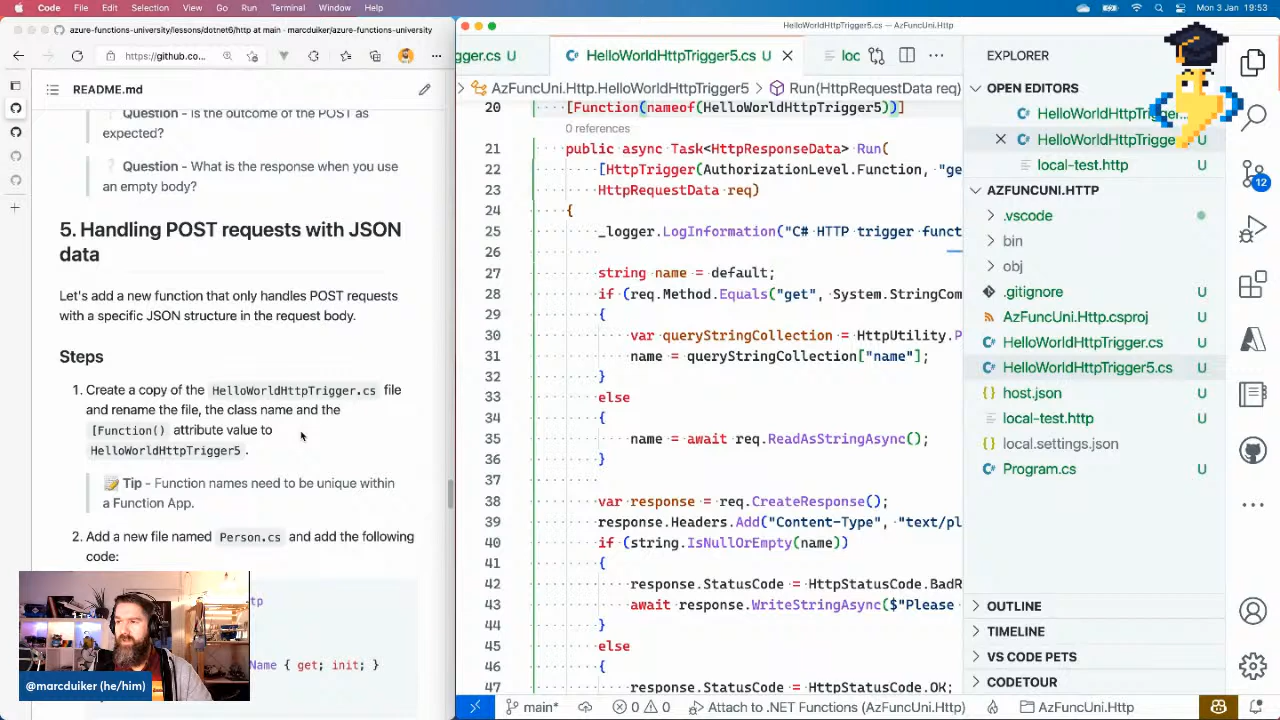 Code File Edit Selection View Go Run Terminal Window Help
Mon 3 Jan 19:53
azure-functions-university/lessons/dotnet6/http at main · marcduiker/azure-functions-university
https://github.co...
README.md
Question - Is the outcome of the POST as
expected?
Question - What is the response when you use
an empty body?
5. Handling POST requests with JSON
data
Let's add a new function that only handles POST requests
with a specific JSON structure in the request body.
Steps
1. Create a copy of the HelloWorldHttpTrigger.cs file
and rename the file, the class name and the
[Function() attribute value to
HelloWorldHttpTrigger5.
Tip - Function names need to be unique within
a Function App.
2. Add a new file named Person.cs and add the following
code:
tp
Name { get; init; }
@marcduiker (he/him)
HelloWorldHttpTrigger5.cs — AzFuncUni.Http
gger.cs U
HelloWorldHttpTrigger5.cs U
loc
AzFuncUni.Http.HelloWorldHttpTrigger5 > Run(HttpRequestData req)
20 [Function(nameof(HelloWorldHttpTrigger5))]
0 references
21 public async Task<HttpResponseData> Run(
22 [HttpTrigger(AuthorizationLevel.Function, "ge
23 HttpRequestData req)
24 {
25 _logger.LogInformation("C# HTTP trigger funct
26
27 string name = default;
28 if (req.Method.Equals("get", System.StringCom
29 {
30 var queryStringCollection = HttpUtility.P
31 name = queryStringCollection["name"];
32 }
33 else
34 {
35 name = await req.ReadAsStringAsync();
36 }
37
38 var response = req.CreateResponse();
39 response.Headers.Add("Content-Type", "text/pl
40 if (string.IsNullOrEmpty(name))
41 {
42 response.StatusCode = HttpStatusCode.BadR
43 await response.WriteStringAsync($"Please
44 }
45 else
46 {
47 response.StatusCode = HttpStatusCode.OK;
main* 0 0 Attach to .NET Functions (AzFuncUni.Http) AzFuncUni.Http
EXPLORER
OPEN EDITORS
HelloWorldHttpTrigger...
HelloWorldHttpTrigge... U
local-test.http U
AZFUNCUNI.HTTP
.vscode
bin
obj
.gitignore U
AzFuncUni.Http.csproj U
HelloWorldHttpTrigger.cs U
HelloWorldHttpTrigger5.cs U
host.json U
local-test.http U
local.settings.json
Program.cs U
OUTLINE
TIMELINE
VS CODE PETS
CODETOUR
12